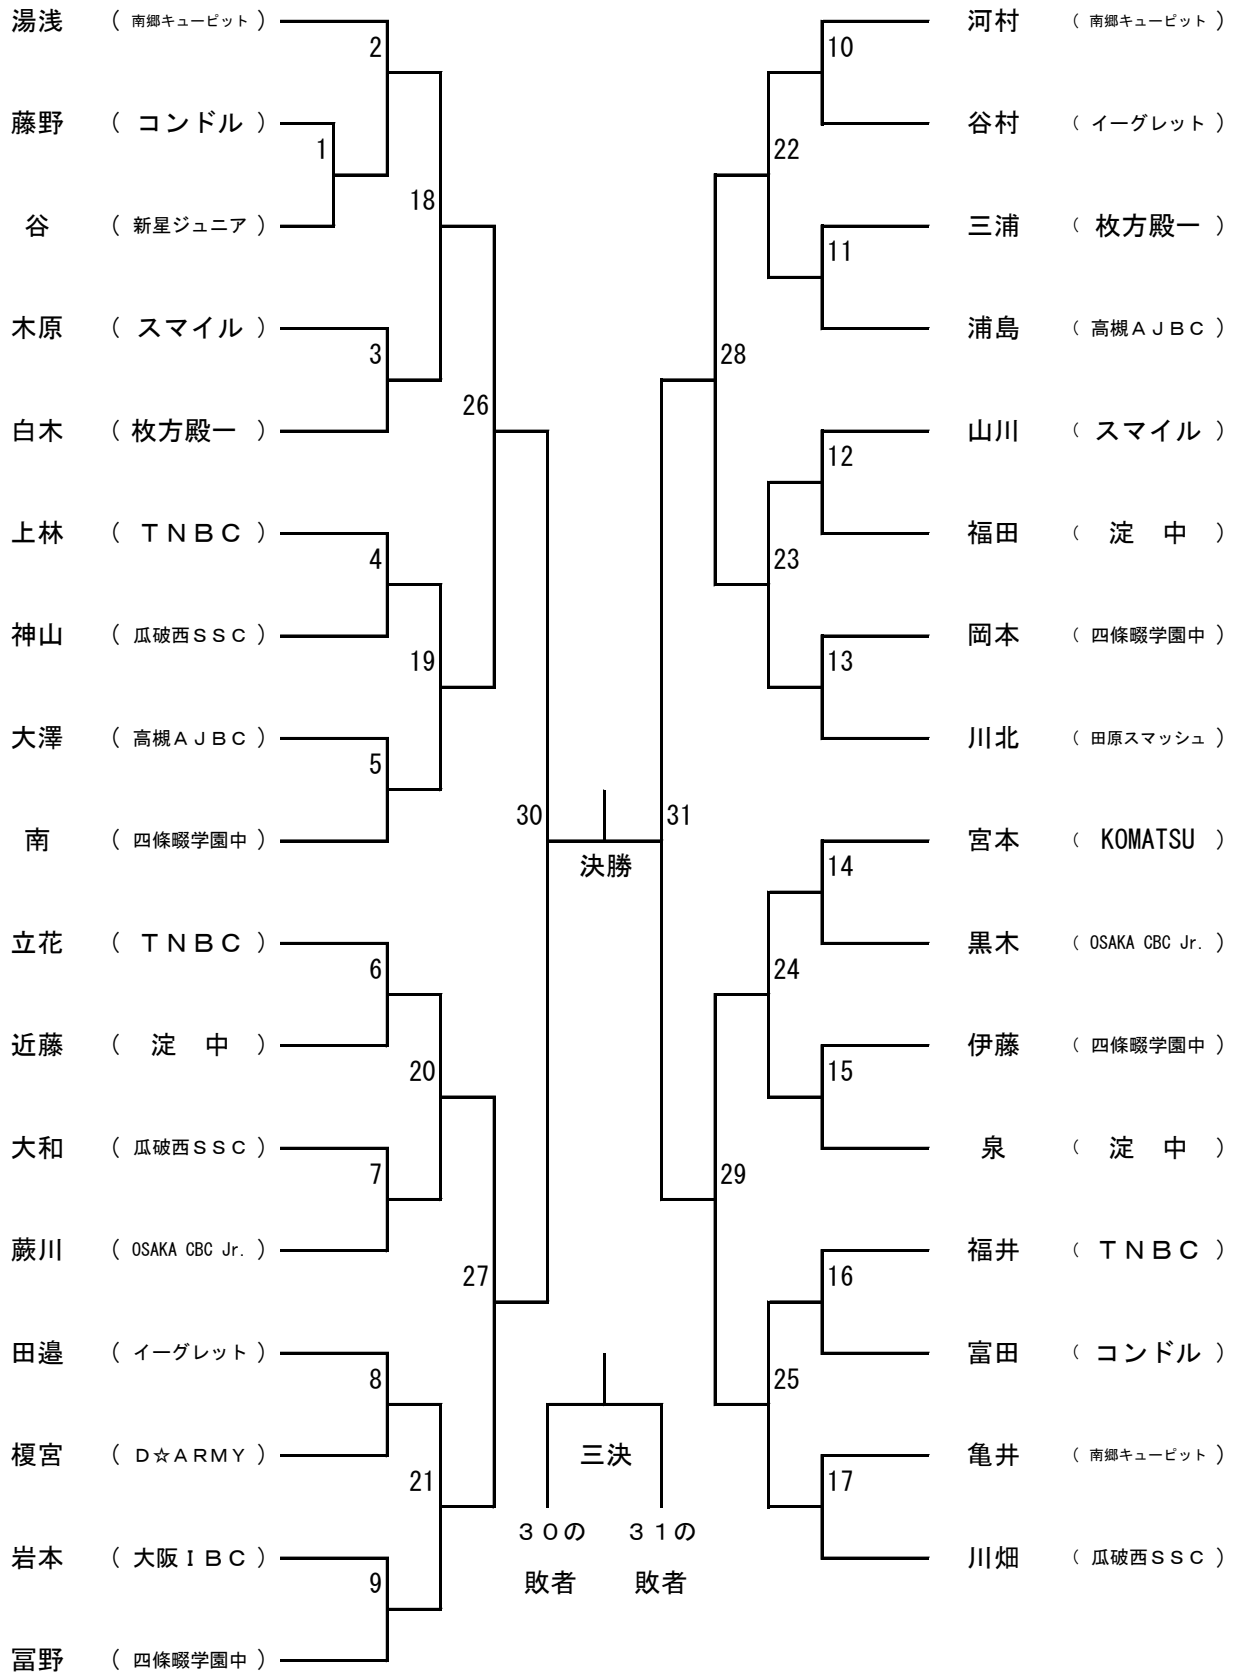 湯浅 （ 南郷キューピット ）
2
藤野 （ コンドル ）
1
谷 （ 新星ジュニア ）
18
木原 （ スマイル ）
3
白木 （ 枚方殿一 ）
26
上林 （ ＴＮＢＣ ）
4
神山 （ 瓜破西ＳＳＣ ）
19
大澤 （ 高槻ＡＪＢＣ ）
5
南 （ 四條畷学園中 ）
30
立花 （ ＴＮＢＣ ）
6
近藤 （ 淀　中 ）
20
大和 （ 瓜破西ＳＳＣ ）
7
蕨川 （ OSAKA CBC Jr. ）
27
田邉 （ イーグレット ）
8
榎宮 （ Ｄ☆ＡＲＭＹ ）
21
岩本 （ 大阪ＩＢＣ ）
9
冨野 （ 四條畷学園中 ）
決勝
三決
３０の ３１の
敗者 敗者
河村 （ 南郷キューピット ）
10
谷村 （ イーグレット ）
22
三浦 （ 枚方殿一 ）
11
浦島 （ 高槻ＡＪＢＣ ）
28
山川 （ スマイル ）
12
福田 （ 淀　中 ）
23
岡本 （ 四條畷学園中 ）
13
川北 （ 田原スマッシュ ）
31
宮本 （ KOMATSU ）
14
黒木 （ OSAKA CBC Jr. ）
24
伊藤 （ 四條畷学園中 ）
15
泉 （ 淀　中 ）
29
福井 （ ＴＮＢＣ ）
16
富田 （ コンドル ）
25
亀井 （ 南郷キューピット ）
17
川畑 （ 瓜破西ＳＳＣ ）